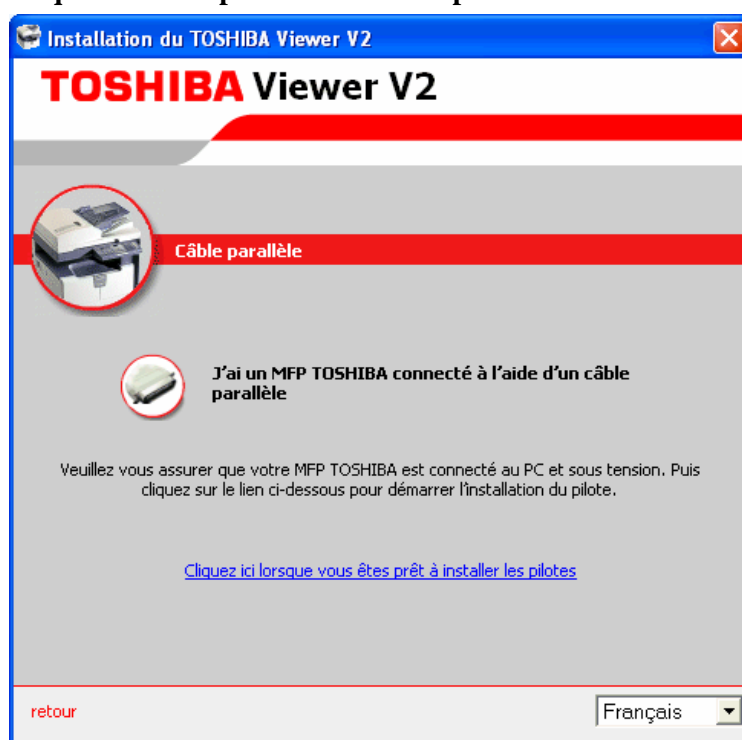 Installation du TOSHIBA Viewer V2
TOSHIBA Viewer V2
Câble parallèle
J'ai un MFP TOSHIBA connecté à l'aide d'un câble
parallèle
Veuillez vous assurer que votre MFP TOSHIBA est connecté au PC et sous tension. Puis
cliquez sur le lien ci-dessous pour démarrer l'installation du pilote.
Cliquez ici lorsque vous êtes prêt à installer les pilotes
retour
Français